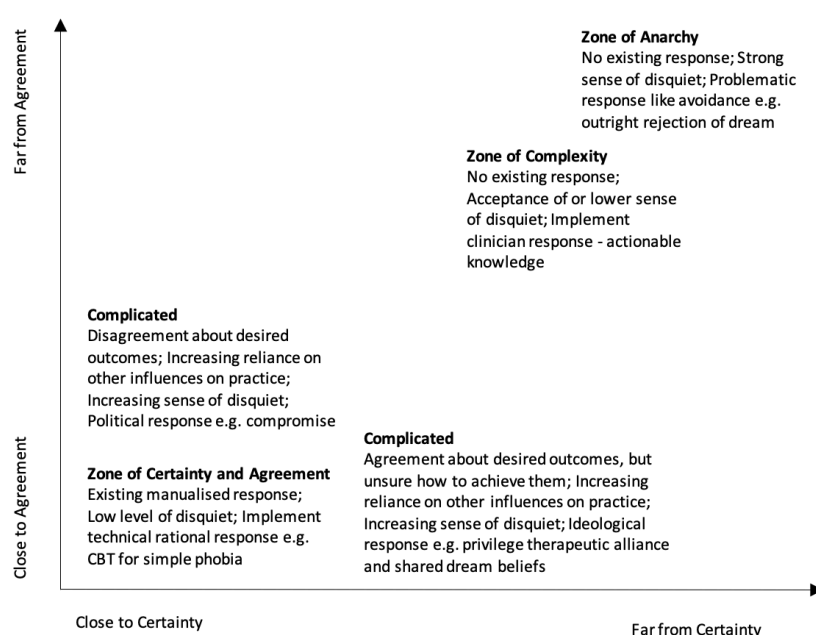 Far from Agreement
Zone of Anarchy
No existing response; Strong
sense of disquiet; Problematic
response like avoidance e.g.
outright rejection of dream
Zone of Complexity
No existing response;
Acceptance of or lower sense
of disquiet; Implement
clinician response - actionable
knowledge
Complicated
Disagreement about desired
outcomes; Increasing reliance on
other influences on practice;
Increasing sense of disquiet;
Political response e.g. compromise
Close to Agreement
Zone of Certainty and Agreement
Existing manualised response;
Low level of disquiet; Implement
technical rational response e.g.
CBT for simple phobia
Complicated
Agreement about desired outcomes, but
unsure how to achieve them; Increasing
reliance on other influences on practice;
Increasing sense of disquiet; Ideological
response e.g. privilege therapeutic alliance
and shared dream beliefs
Close to Certainty
Far from Certainty